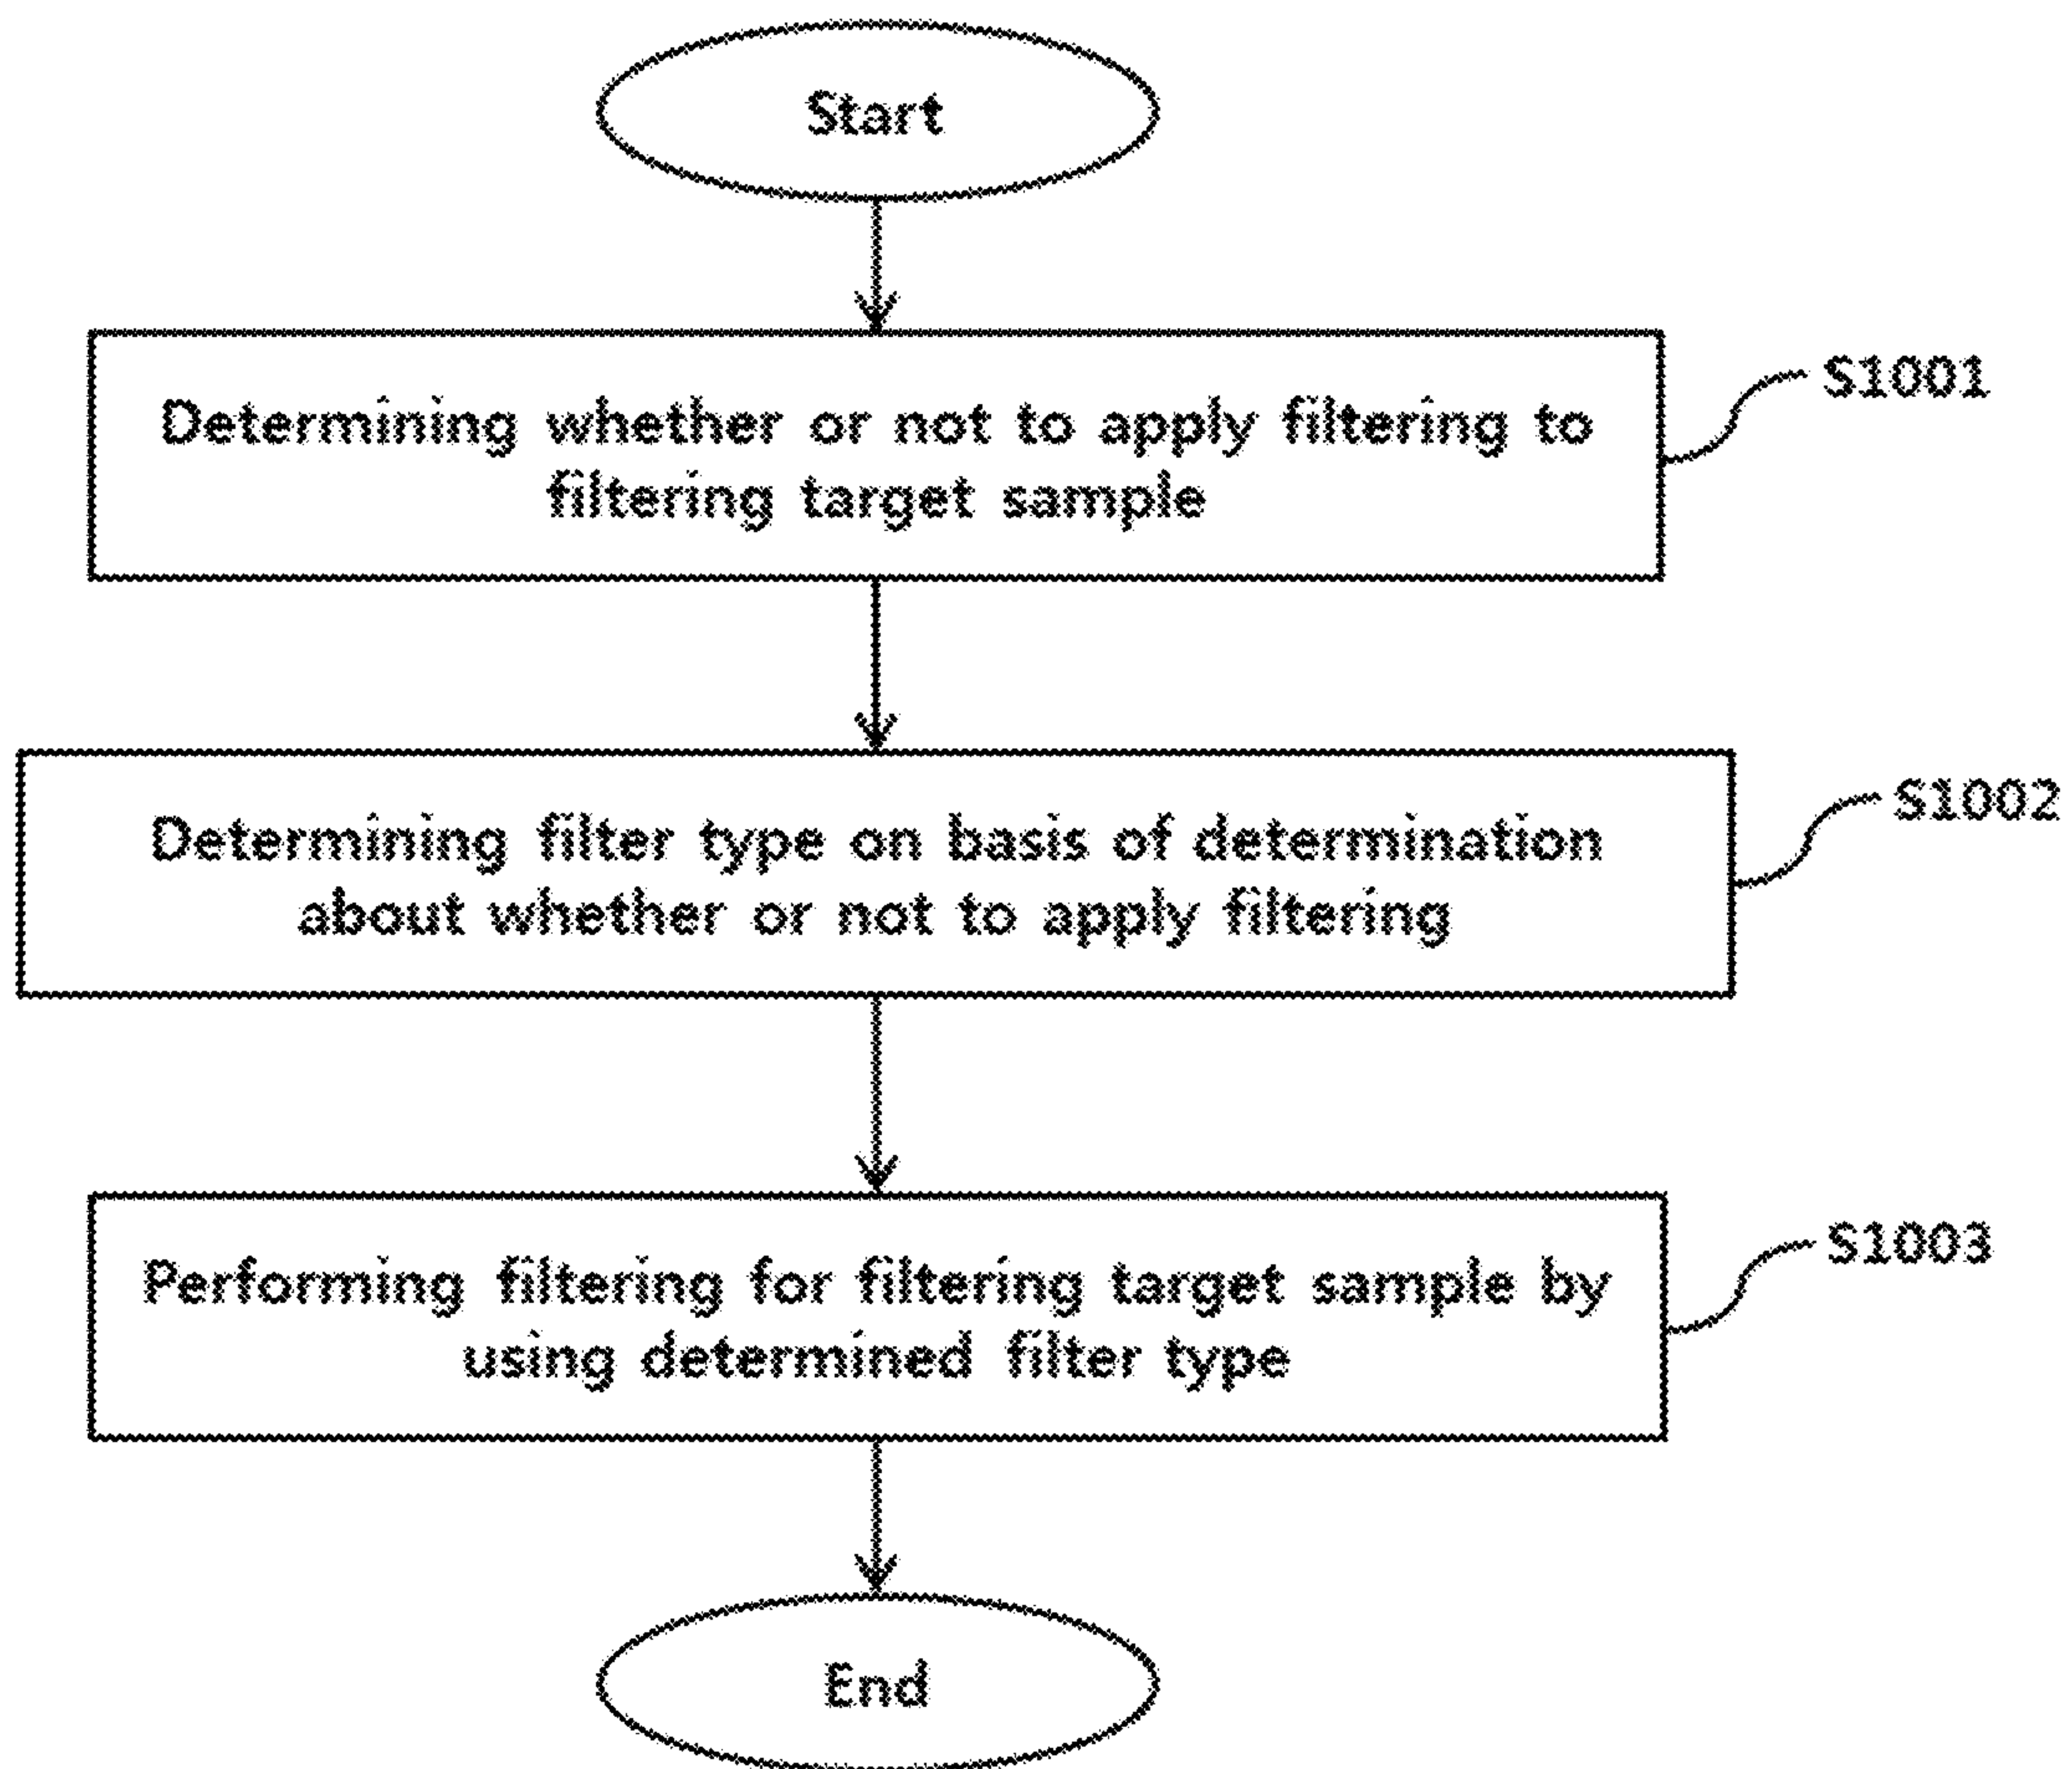 Start
Determining whether or not to apply filtering to
filtering target sample
S1001
Determining filter type on basis of determination
about whether or not to apply filtering
S1002
Performing filtering for filtering target sample by
using determined filter type
S1003
End